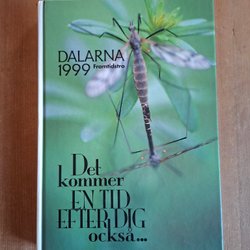 DALARNA
1999 Framtidstro
Det
kommer
EN TID
EFTER DIG
också...